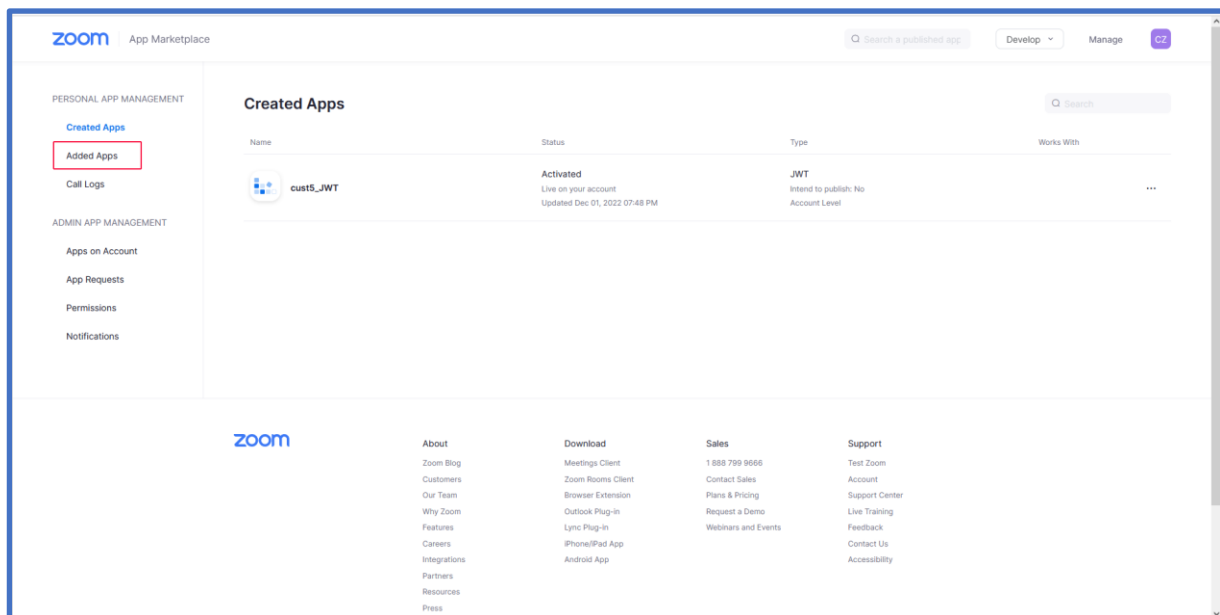 zoom App Marketplace
Search a published app
Develop
Manage
CZ
PERSONAL APP MANAGEMENT
Created Apps
Added Apps
Call Logs
ADMIN APP MANAGEMENT
Apps on Account
App Requests
Permissions
Notifications
Created Apps
Search
Name Status Type Works With
cust5_JWT
Activated
Live on your account
Updated Dec 01, 2022 07:48 PM
JWT
Intend to publish: No
Account Level
...
zoom
About
Zoom Blog
Customers
Our Team
Why Zoom
Features
Careers
Integrations
Partners
Resources
Press
Download
Meetings Client
Zoom Rooms Client
Browser Extension
Outlook Plug-in
Lync Plug-in
iPhone/iPad App
Android App
Sales
1 888 799 9666
Contact Sales
Plans & Pricing
Request a Demo
Webinars and Events
Support
Test Zoom
Account
Support Center
Live Training
Feedback
Contact Us
Accessibility